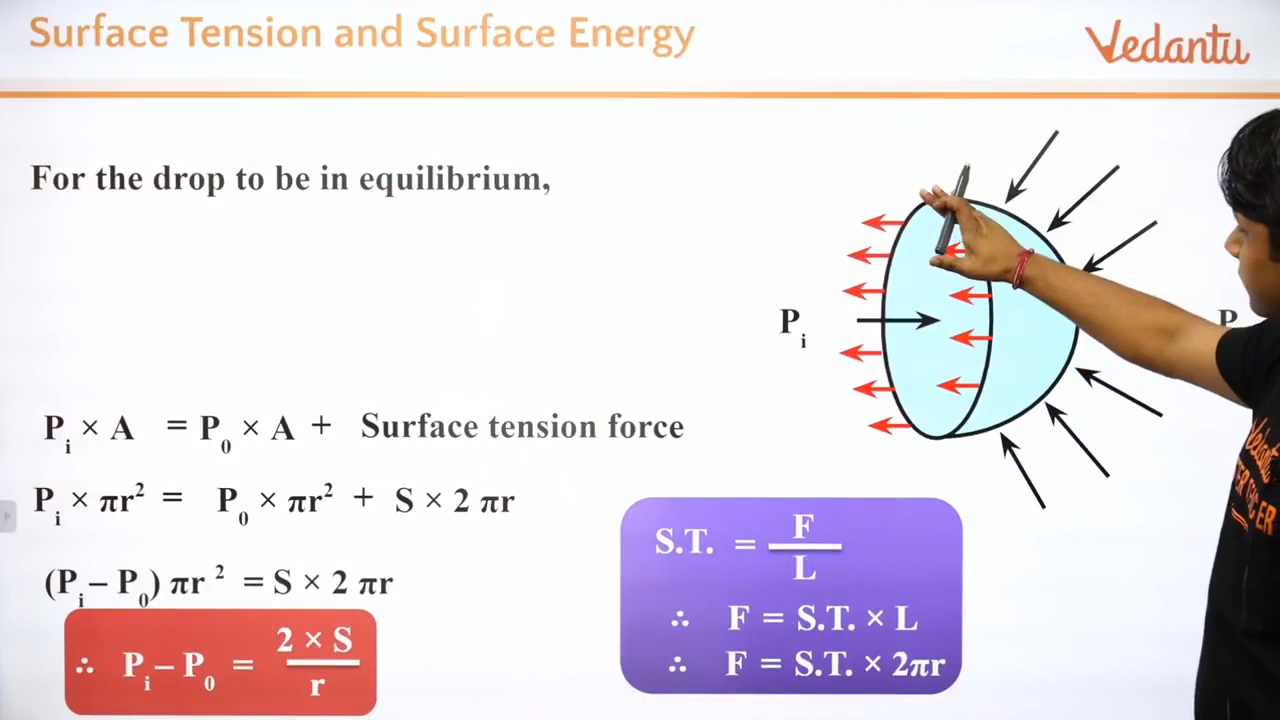 Surface Tension and Surface Energy
Vedantu
For the drop to be in equilibrium,
Pᵢ
P
Pᵢ × A = P₀ × A + Surface tension force
Pᵢ × πr² = P₀ × πr² + S × 2 πr
(Pᵢ – P₀) πr² = S × 2 πr
∴ Pᵢ – P₀ = 2 × S / r
S.T. = F / L
∴ F = S.T. × L
∴ F = S.T. × 2πr